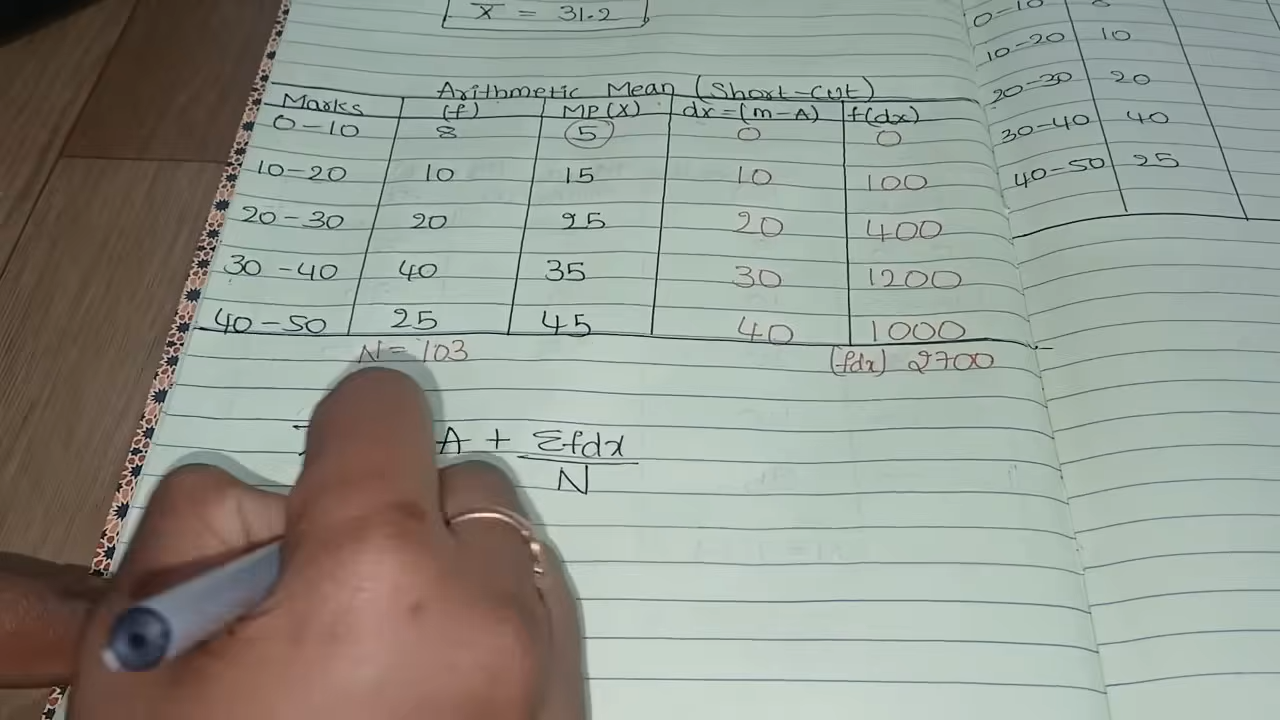 x̄ = 31.2
Arithmetic Mean (Short-Cut)
Marks (f) MP(X) dx=(m-A) f(dx)
0-10 8 5 0 0
10-20 10 15 10 100
20-30 20 25 20 400
30-40 40 35 30 1200
40-50 25 45 40 1000
N = 103 (fdx) 2700
A + Σfdx
N
0-10
10-20 10
20-30 20
30-40 40
40-50 25